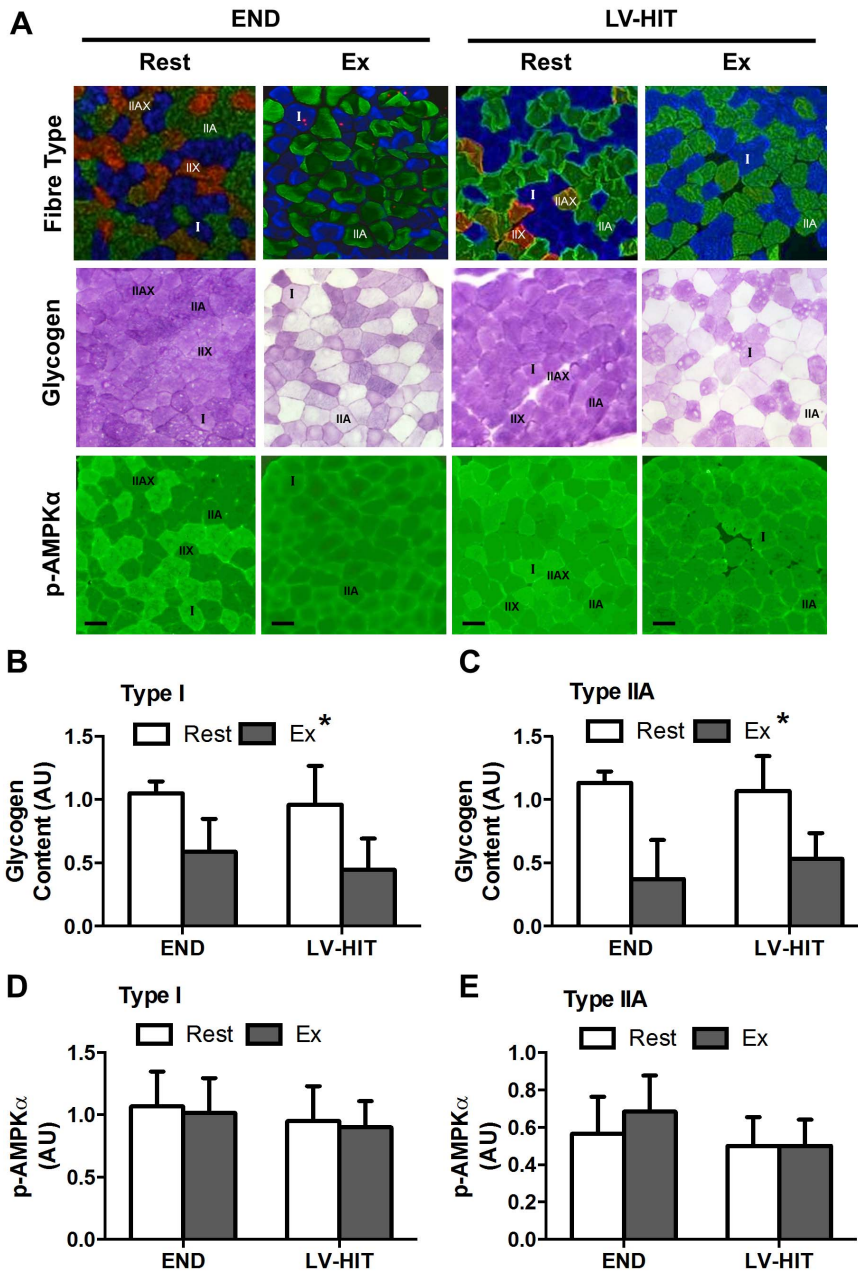 A
END LV-HIT
Rest Ex Rest Ex
Fibre Type
IIAX
IIA
IIX
I
I
IIA
I
IIAX
IIA
IIX
I
IIA
Glycogen
IIAX
IIA
IIX
I
I
IIA
I
IIAX
IIX
IIA
I
IIA
p-AMPKα
IIAX
IIA
IIX
I
I
IIA
I
IIAX
IIX
IIA
I
IIA
B
Type I
Rest Ex *
Glycogen
Content (AU)
1.5
1.0
0.5
0.0
END LV-HIT
C
Type IIA
Rest Ex *
Glycogen
Content (AU)
1.5
1.0
0.5
0.0
END LV-HIT
D
Type I
Rest Ex
p-AMPKα
(AU)
1.5
1.0
0.5
0.0
END LV-HIT
E
Type IIA
Rest Ex
p-AMPKα
(AU)
1.0
0.8
0.6
0.4
0.2
0.0
END LV-HIT